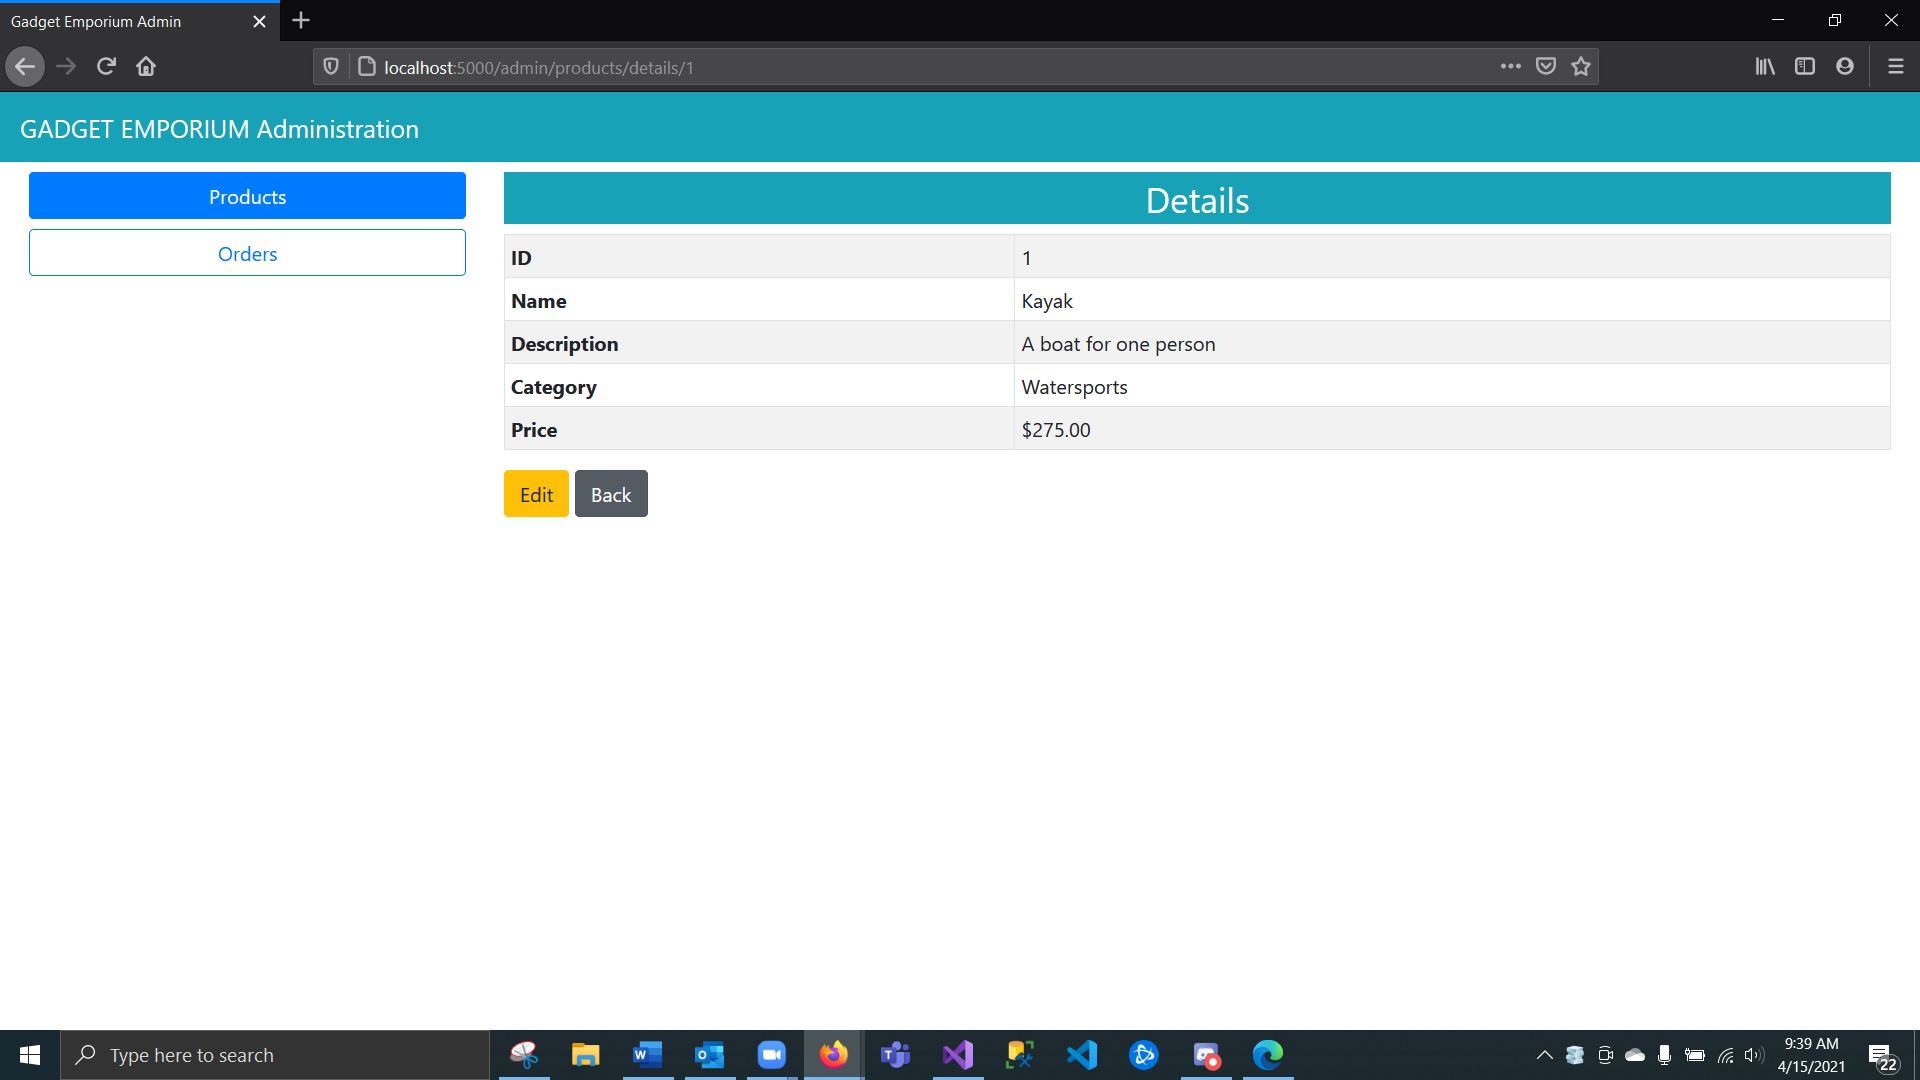 Gadget Emporium Admin
localhost:5000/admin/products/details/1
GADGET EMPORIUM Administration
Products
Orders
Details
ID 1
Name Kayak
Description A boat for one person
Category Watersports
Price $275.00
Edit Back
Type here to search
9:39 AM
4/15/2021
22